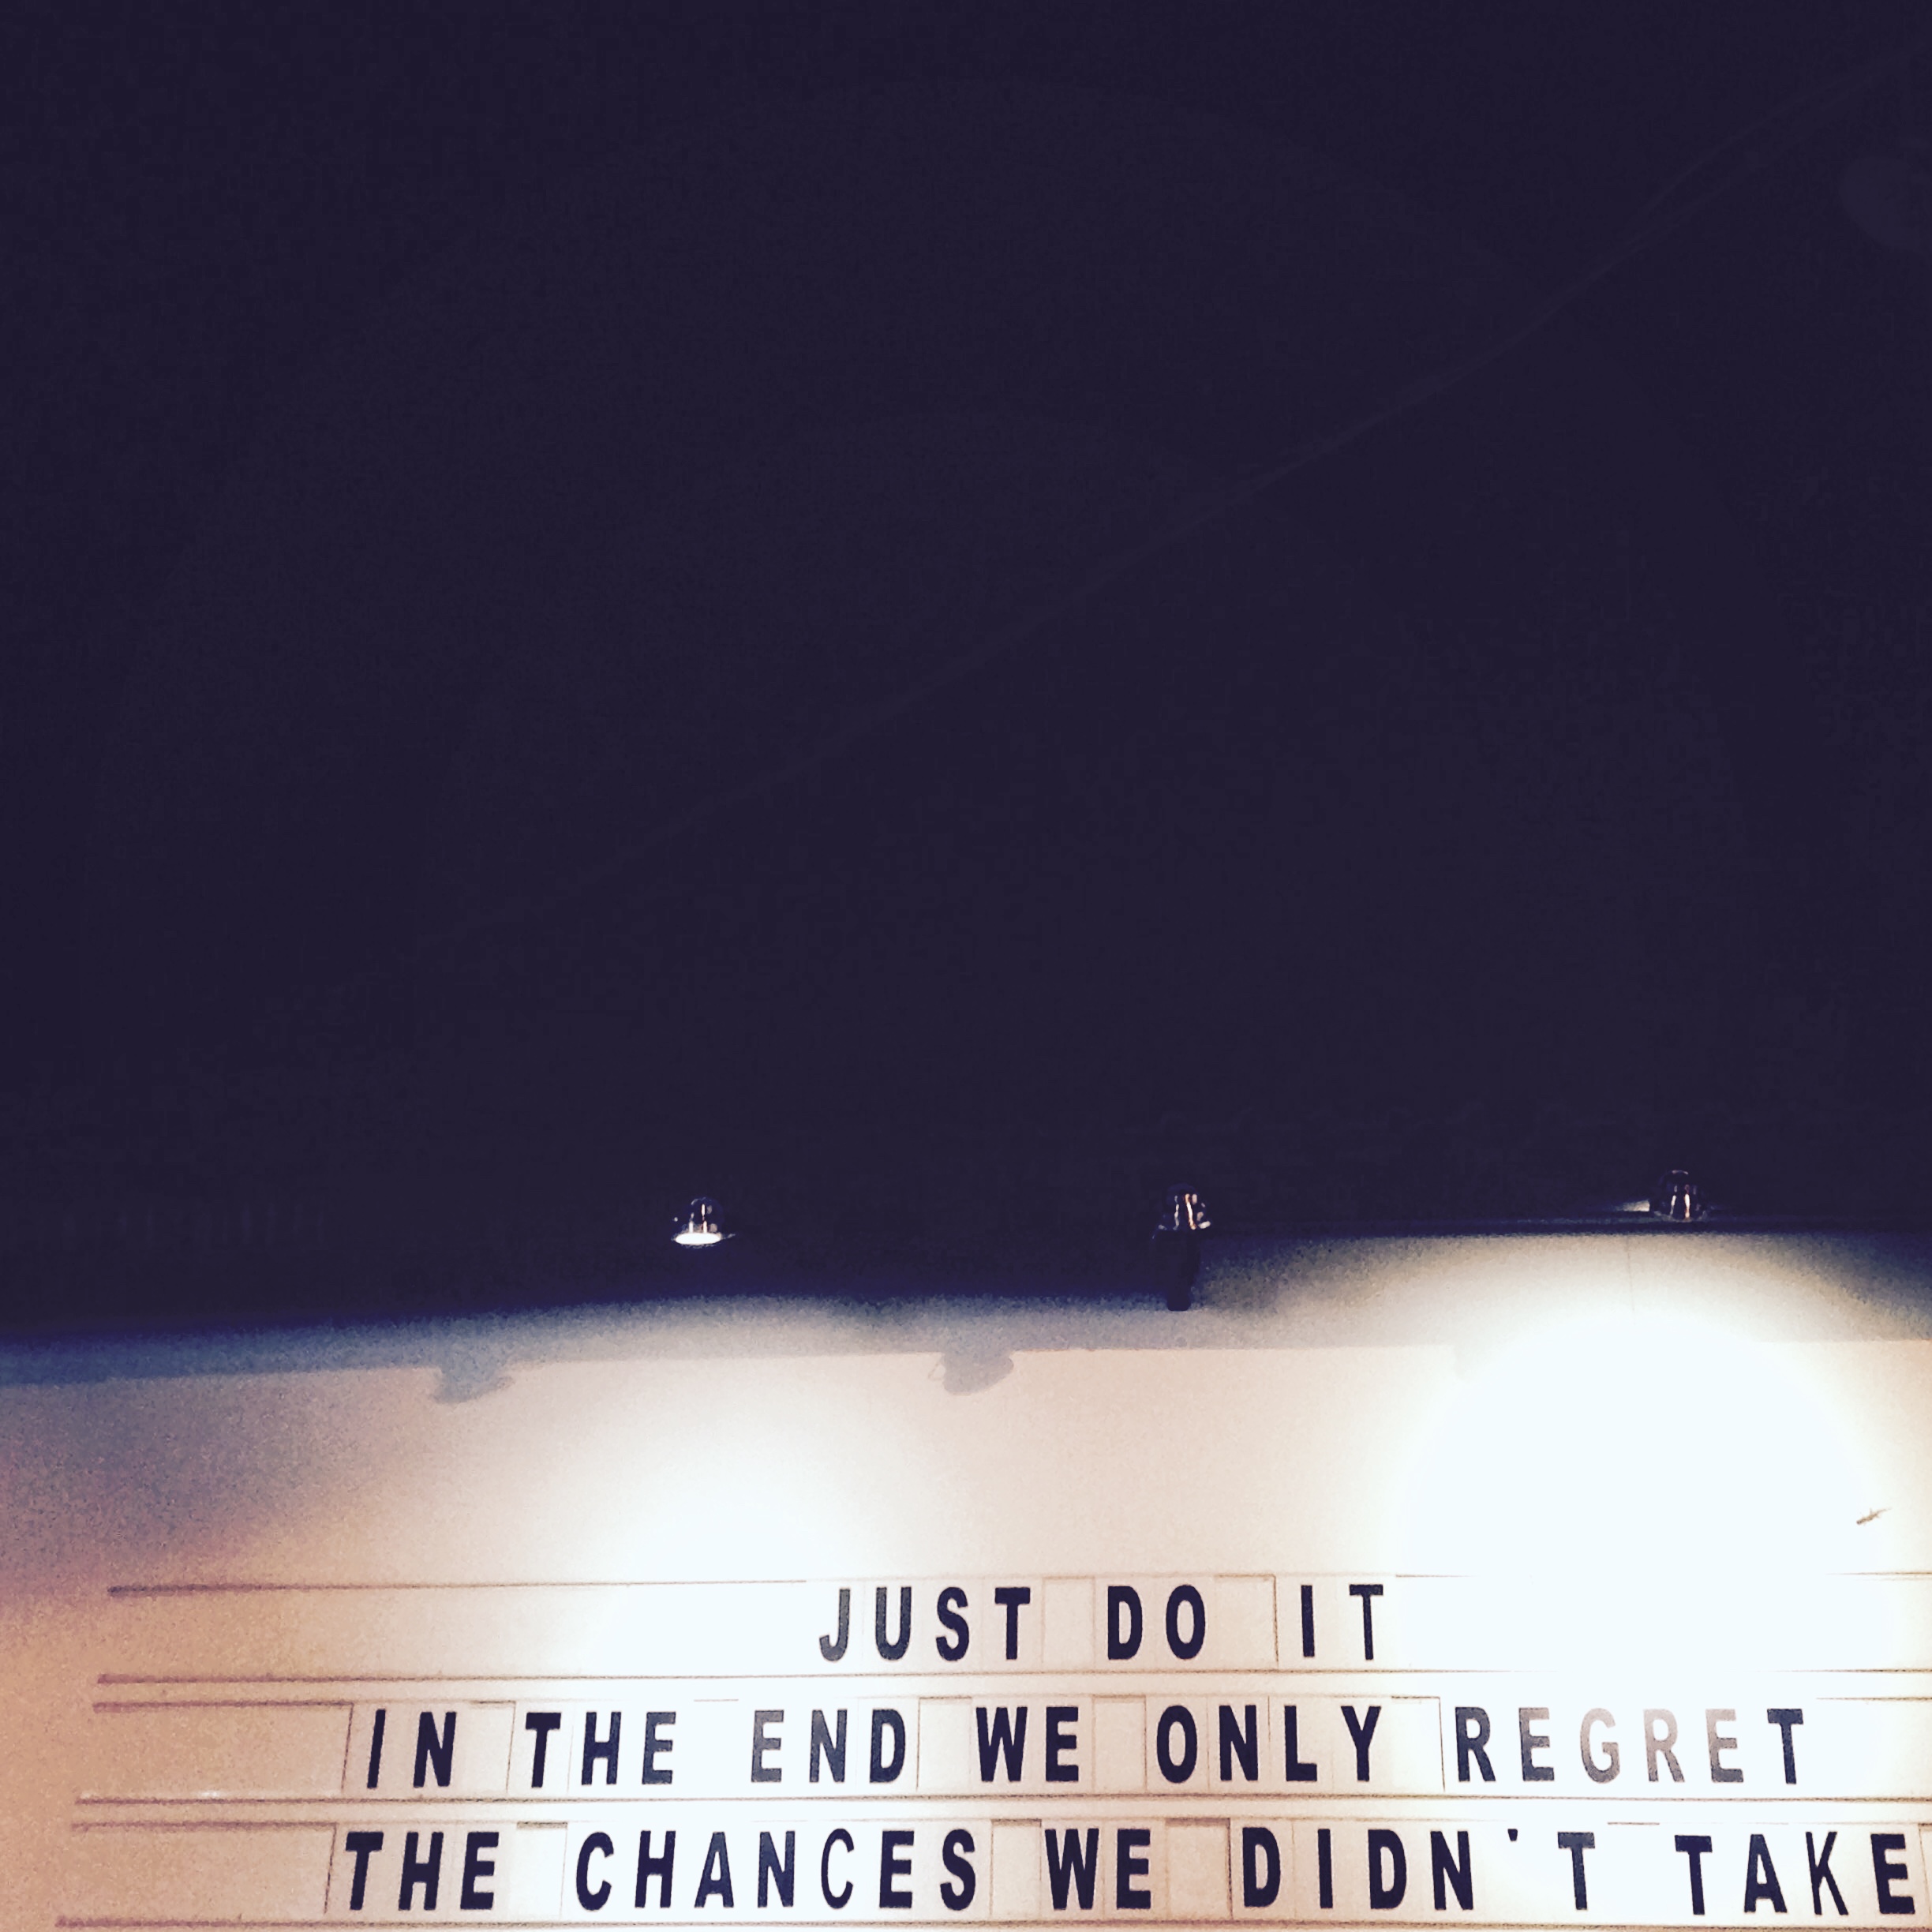 JUST DO IT
IN THE END WE ONLY REGRET
THE CHANCES WE DIDN'T TAKE